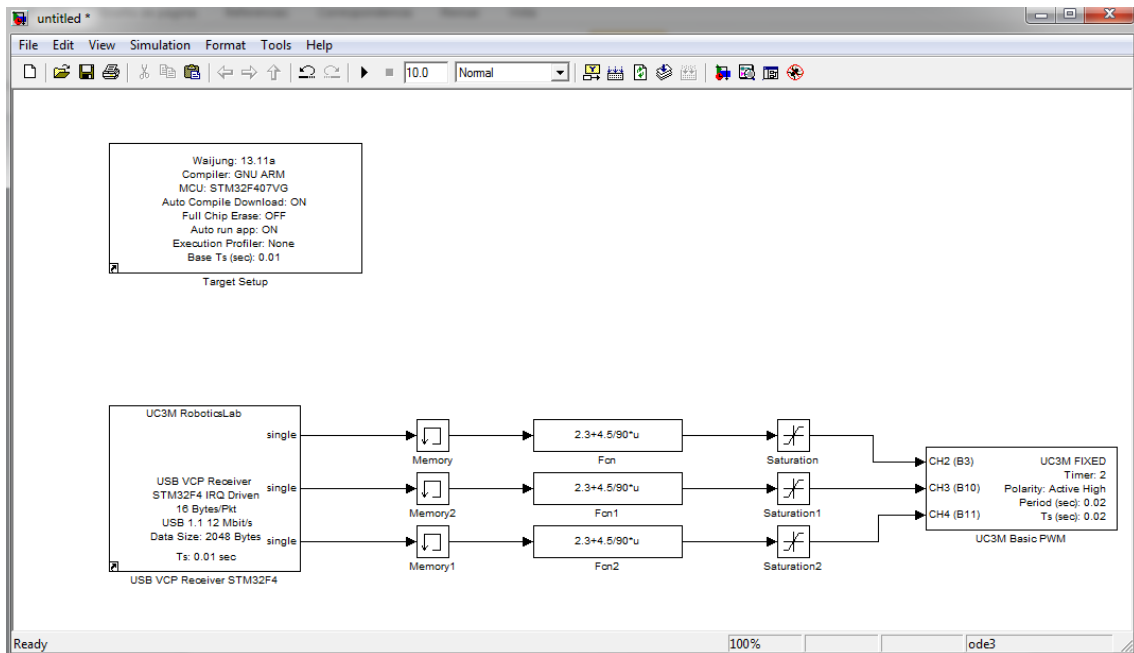 untitled *
File Edit View Simulation Format Tools Help
10.0 Normal
Waijung: 13.11a
Compiler: GNU ARM
MCU: STM32F407VG
Auto Compile Download: ON
Full Chip Erase: OFF
Auto run app: ON
Execution Profiler: None
Base Ts (sec): 0.01
Target Setup
UC3M RoboticsLab
single
USB VCP Receiver
STM32F4 IRQ Driven
single
16 Bytes/Pkt
USB 1.1 12 Mbit/s
Data Size: 2048 Bytes
single
Ts: 0.01 sec
USB VCP Receiver STM32F4
Memory
2.3+4.5/90*u
Fcn
Saturation
Memory2
2.3+4.5/90*u
Fcn1
Saturation1
Memory1
2.3+4.5/90*u
Fcn2
Saturation2
CH2 (B3) UC3M FIXED
Timer: 2
CH3 (B10) Polarity: Active High
Period (sec): 0.02
CH4 (B11) Ts (sec): 0.02
UC3M Basic PWM
Ready 100% ode3